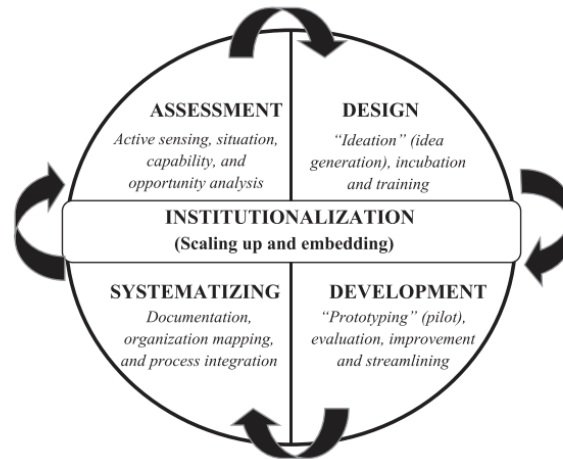 ASSESSMENT
Active sensing, situation,
capability, and
opportunity analysis
DESIGN
“Ideation” (idea
generation), incubation
and training
INSTITUTIONALIZATION
(Scaling up and embedding)
SYSTEMATIZING
Documentation,
organization mapping,
and process integration
DEVELOPMENT
“Prototyping” (pilot),
evaluation, improvement
and streamlining